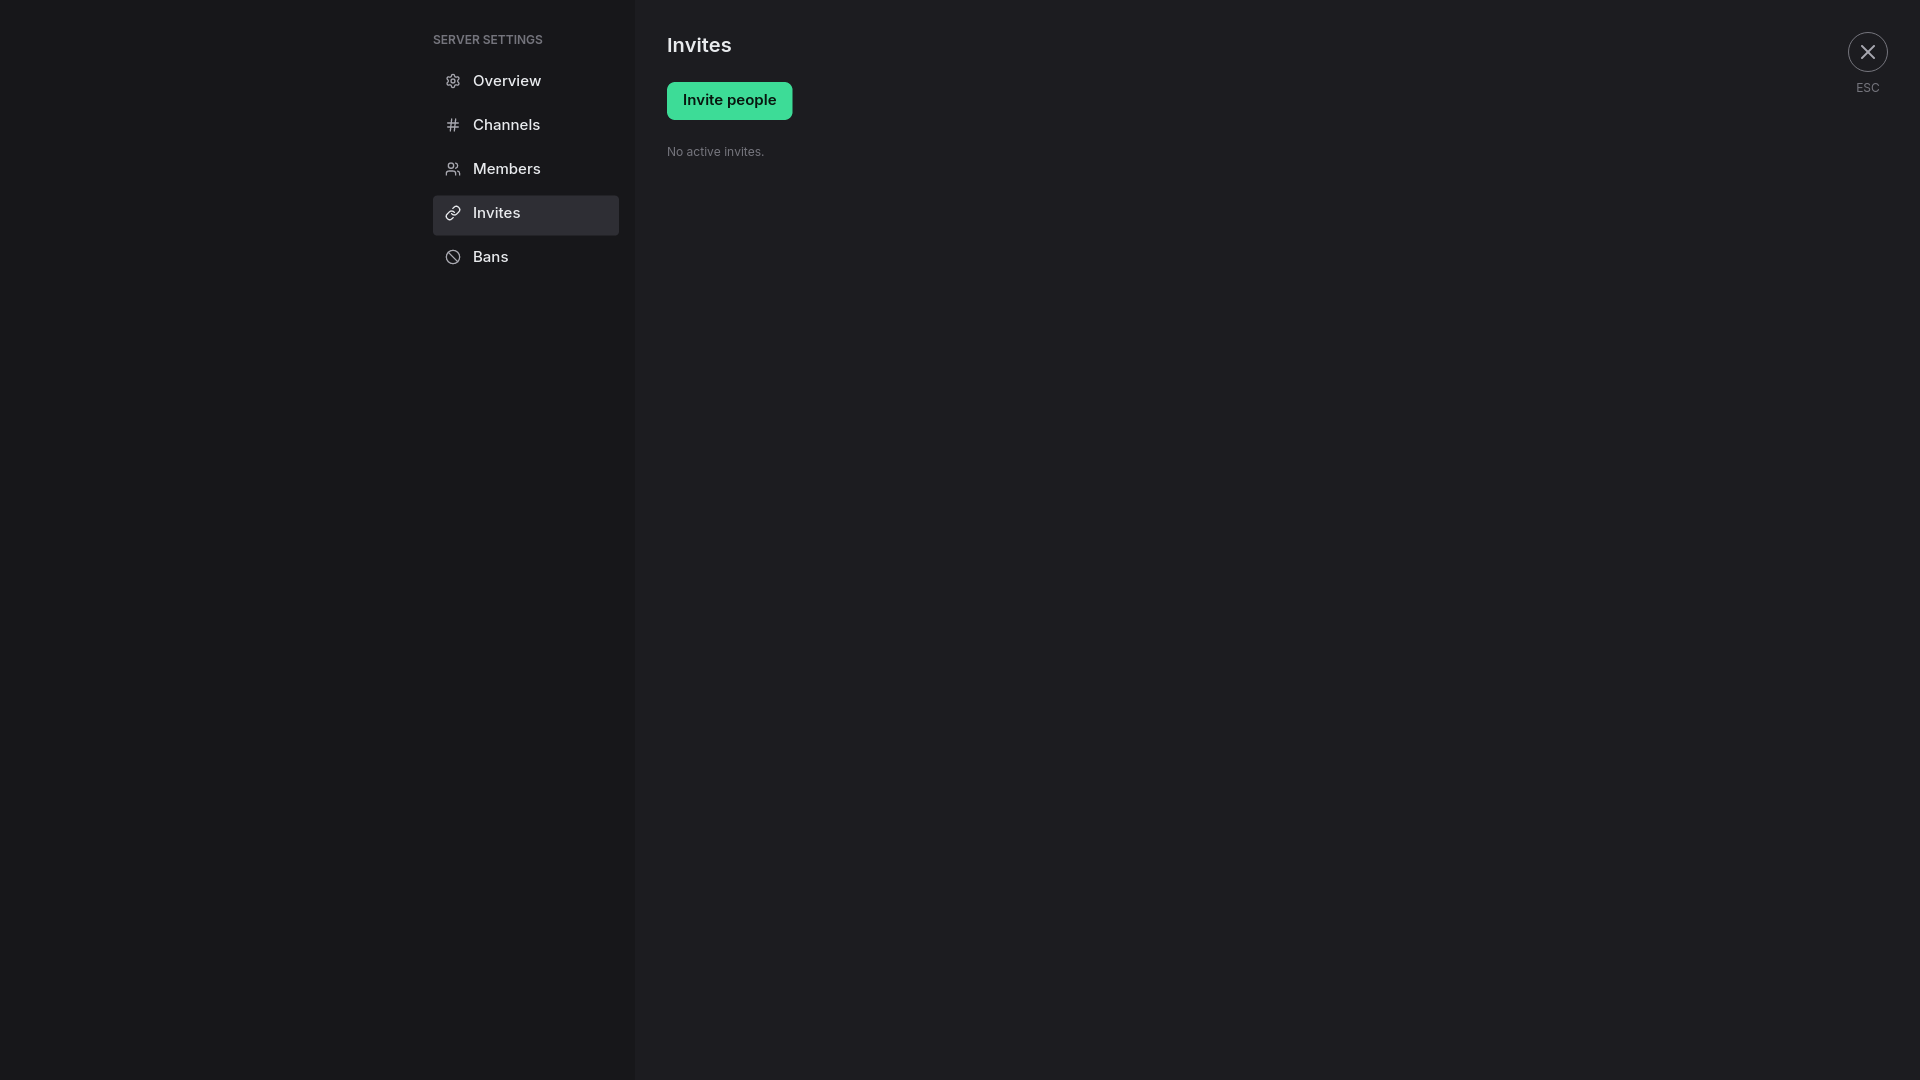 SERVER SETTINGS
Overview
Channels
Members
Invites
Bans
Invites
Invite people
No active invites.
ESC